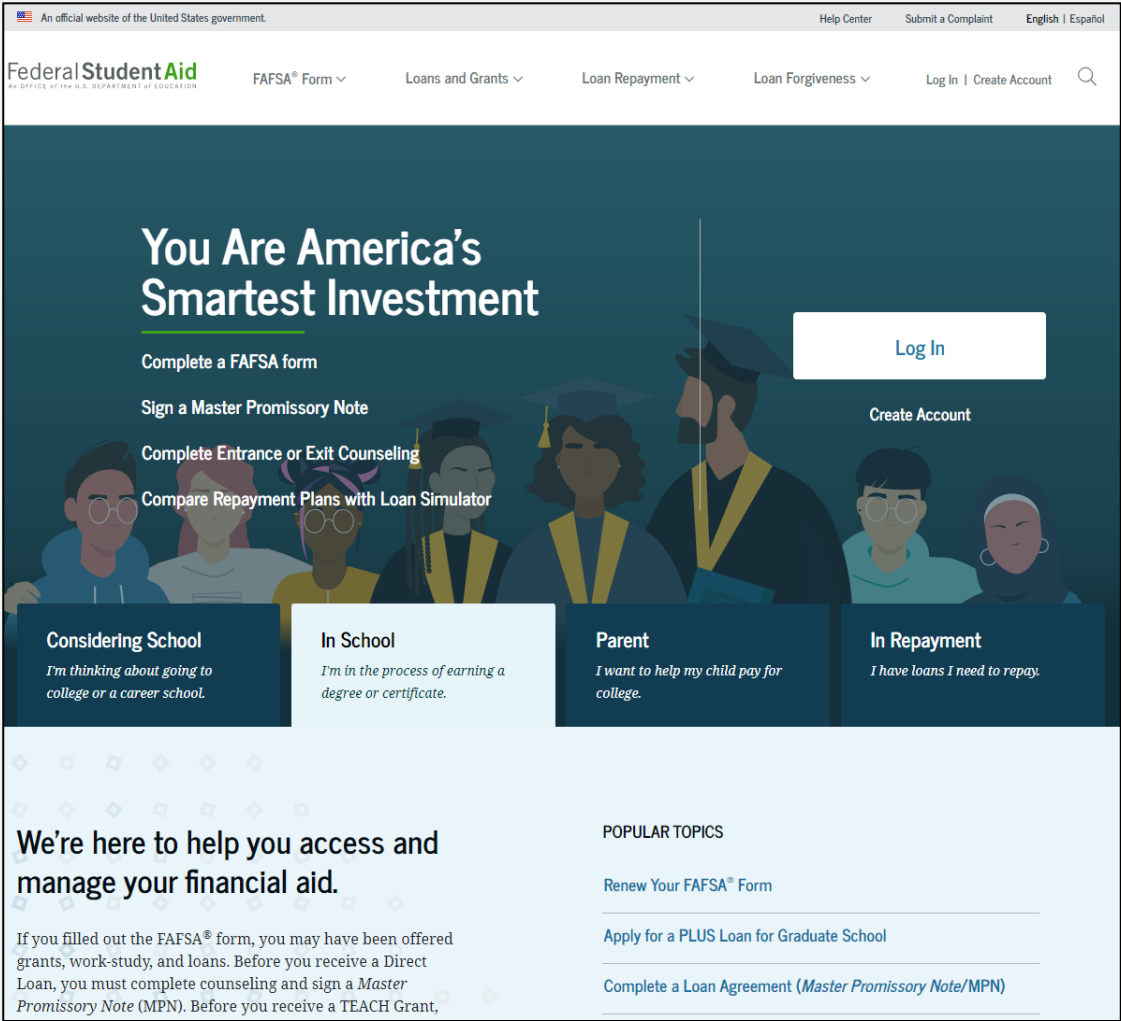 An official website of the United States government.
Help Center Submit a Complaint English | Español
Federal Student Aid
An OFFICE of the U.S. DEPARTMENT of EDUCATION
FAFSA® Form Loans and Grants Loan Repayment Loan Forgiveness Log In | Create Account
You Are America's
Smartest Investment
Complete a FAFSA form
Sign a Master Promissory Note
Complete Entrance or Exit Counseling
Compare Repayment Plans with Loan Simulator
Log In
Create Account
Considering School
I'm thinking about going to
college or a career school.
In School
I'm in the process of earning a
degree or certificate.
Parent
I want to help my child pay for
college.
In Repayment
I have loans I need to repay.
We're here to help you access and
manage your financial aid.
If you filled out the FAFSA® form, you may have been offered
grants, work-study, and loans. Before you receive a Direct
Loan, you must complete counseling and sign a Master
Promissory Note (MPN). Before you receive a TEACH Grant,
POPULAR TOPICS
Renew Your FAFSA® Form
Apply for a PLUS Loan for Graduate School
Complete a Loan Agreement (Master Promissory Note/MPN)